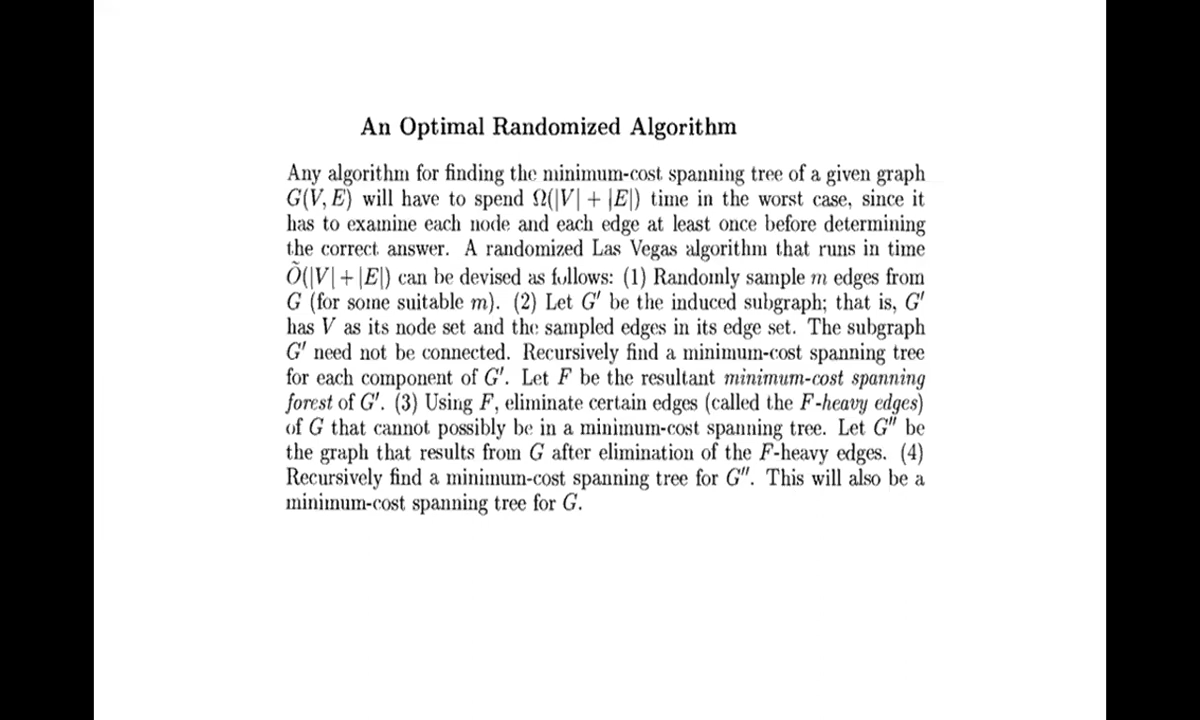 An Optimal Randomized Algorithm
Any algorithm for finding the minimum-cost spanning tree of a given graph
G(V, E) will have to spend Ω(|V| + |E|) time in the worst case, since it
has to examine each node and each edge at least once before determining
the correct answer. A randomized Las Vegas algorithm that runs in time
Õ(|V| + |E|) can be devised as follows: (1) Randomly sample m edges from
G (for some suitable m). (2) Let G′ be the induced subgraph; that is, G′
has V as its node set and the sampled edges in its edge set. The subgraph
G′ need not be connected. Recursively find a minimum-cost spanning tree
for each component of G′. Let F be the resultant minimum-cost spanning
forest of G′. (3) Using F, eliminate certain edges (called the F-heavy edges)
of G that cannot possibly be in a minimum-cost spanning tree. Let G″ be
the graph that results from G after elimination of the F-heavy edges. (4)
Recursively find a minimum-cost spanning tree for G″. This will also be a
minimum-cost spanning tree for G.